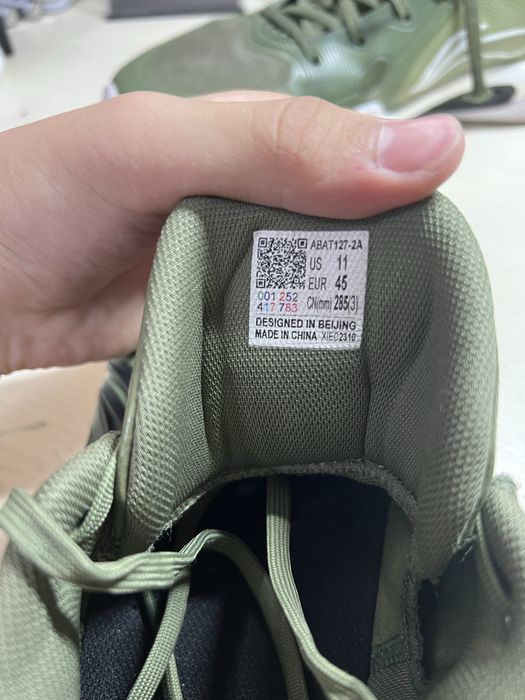 ABAT127-2A
US 11
EUR 45
001 252
417 783
CN(mm) 285(3)
DESIGNED IN BEIJING
MADE IN CHINA XIEC2310